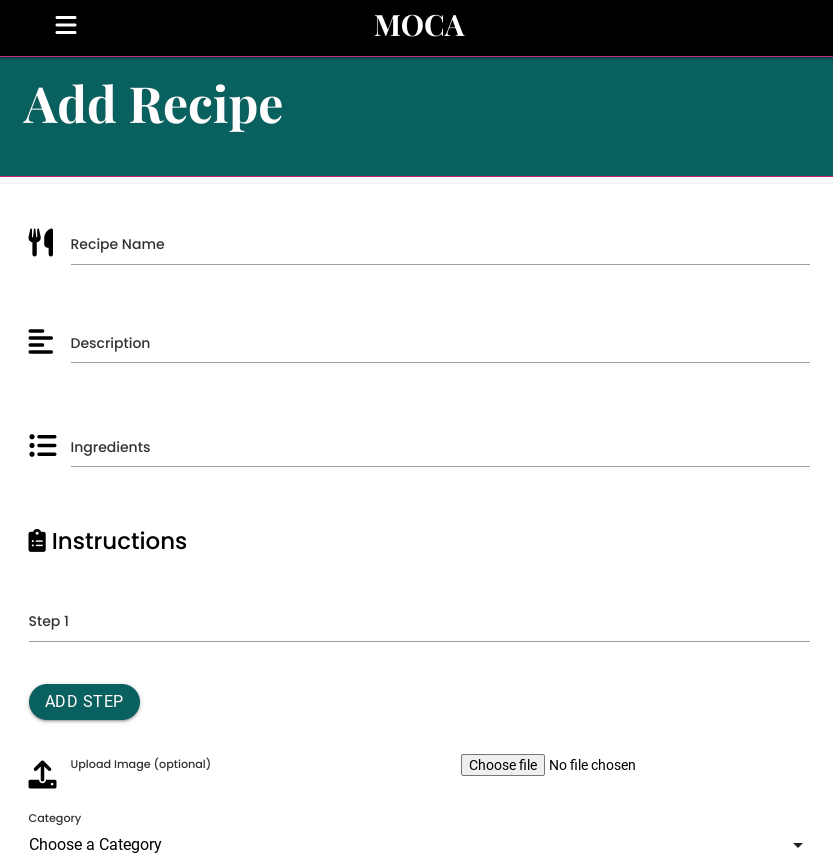 MOCA
Add Recipe
Recipe Name
Description
Ingredients
Instructions
Step 1
ADD STEP
Upload Image (optional)
Choose file No file chosen
Category
Choose a Category